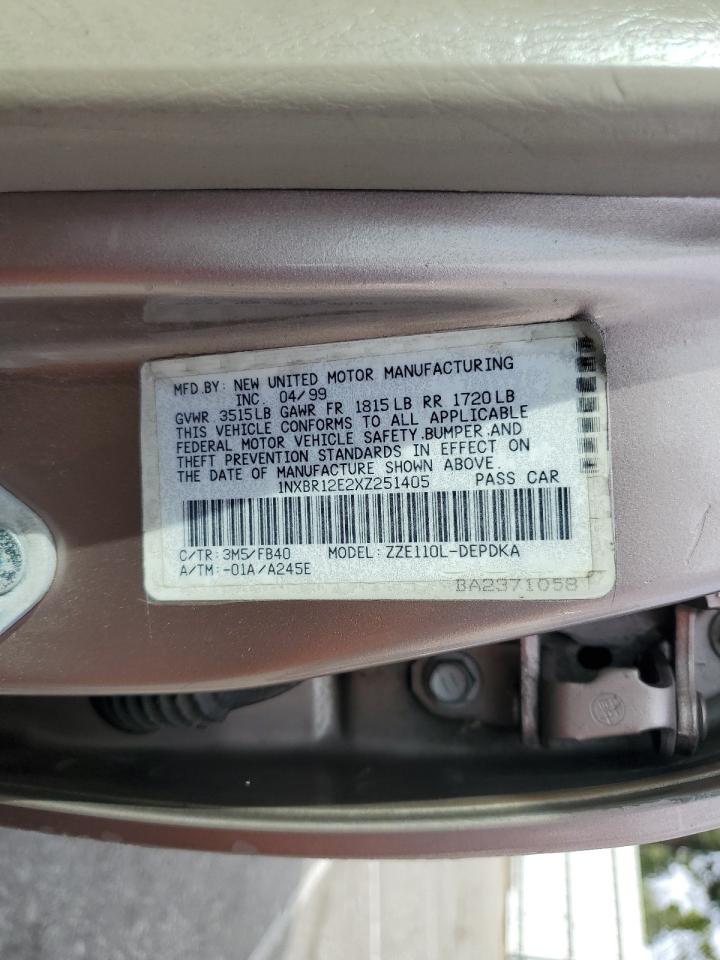 MFD.BY: NEW UNITED MOTOR MANUFACTURING
INC. 04/99
GVWR 3515LB GAWR FR 1815LB RR 1720LB
THIS VEHICLE CONFORMS TO ALL APPLICABLE
FEDERAL MOTOR VEHICLE SAFETY,BUMPER,AND
THEFT PREVENTION STANDARDS IN EFFECT ON
THE DATE OF MANUFACTURE SHOWN ABOVE.
1NXBR12E2XZ251405 PASS CAR
C/TR: 3M5/FB40 MODEL: ZZE110L-DEPDKA
A/TM:-01A/A245E
BA2371058